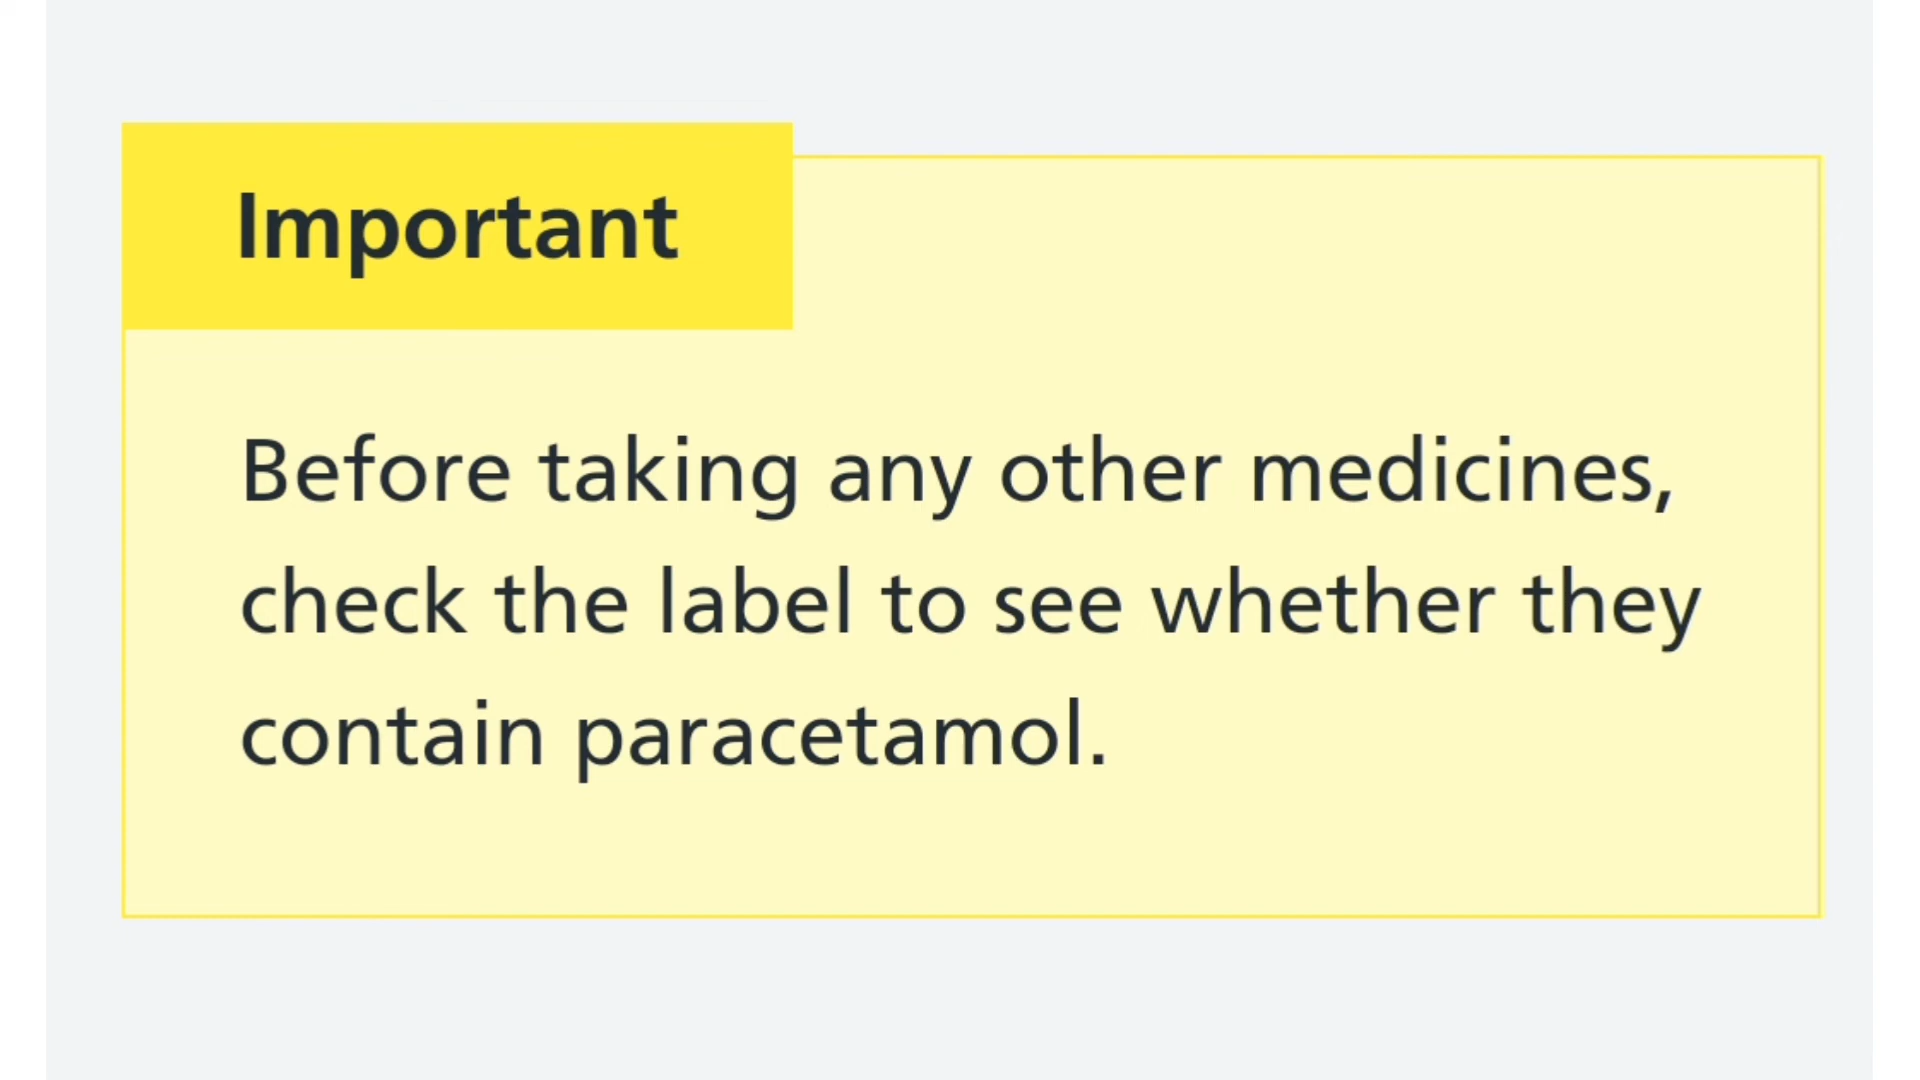 Important
Before taking any other medicines,
check the label to see whether they
contain paracetamol.